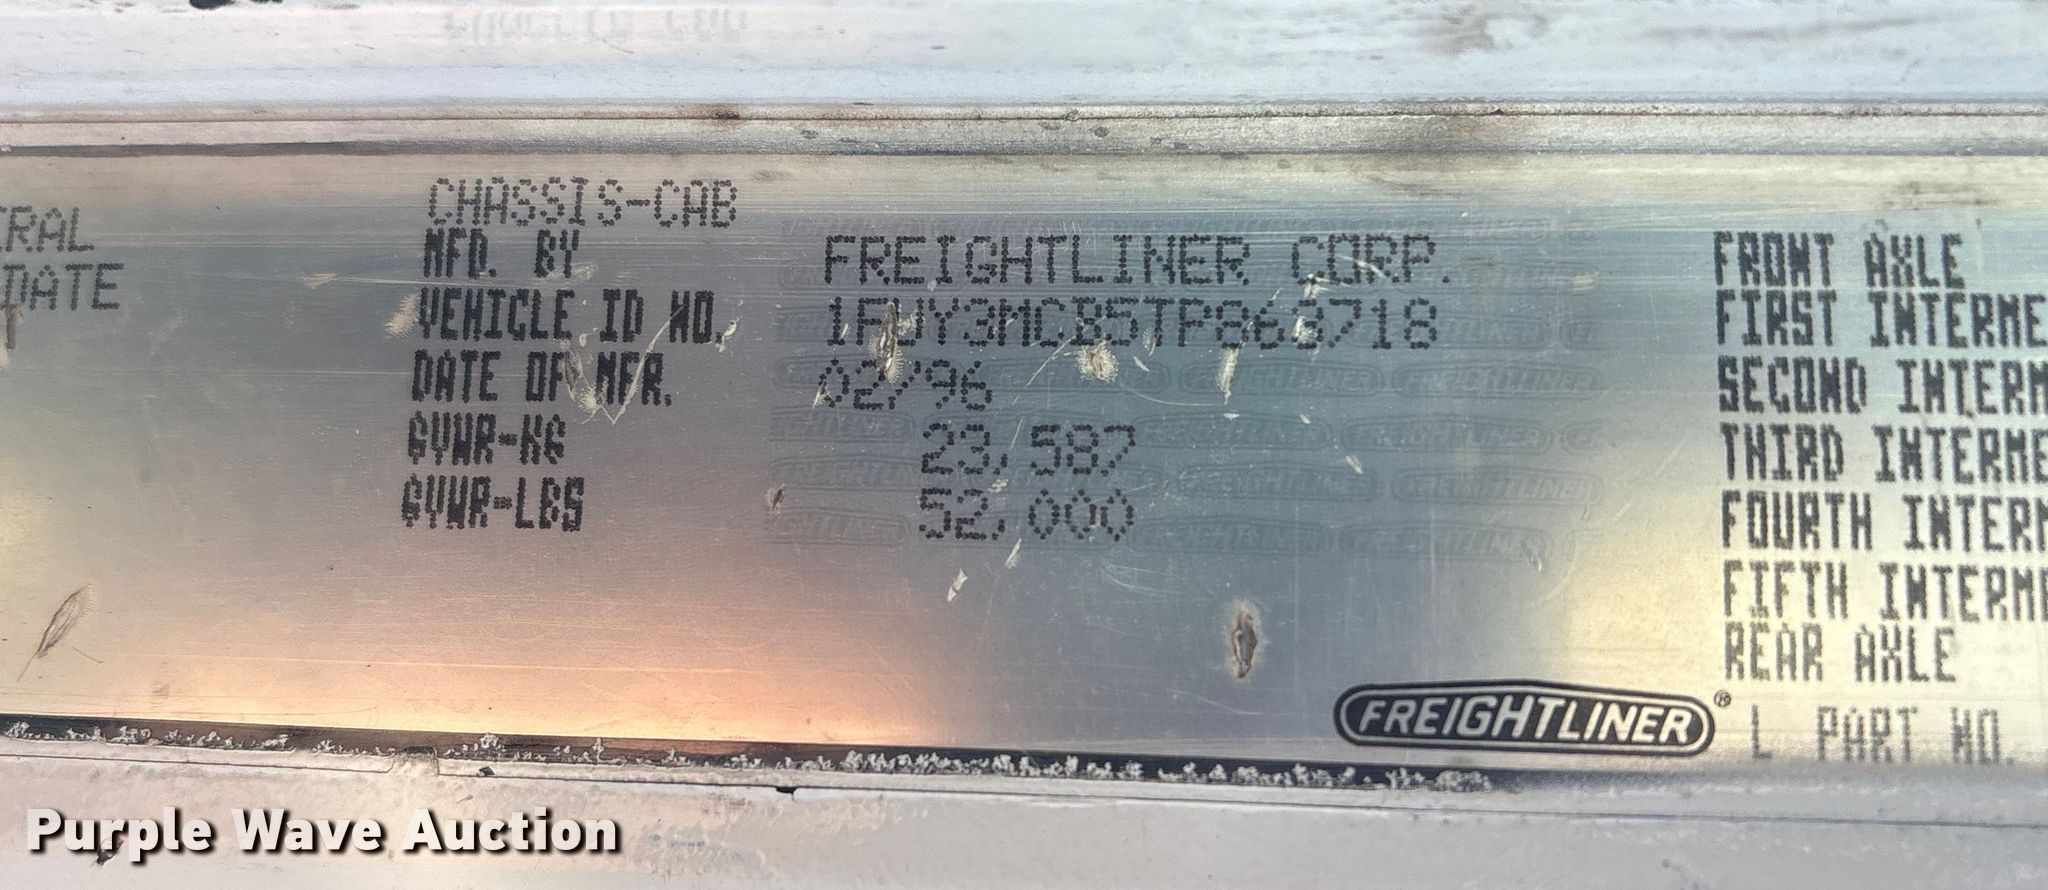 CHASSIS-CAB
RAL
DATE
MFD. BY FREIGHTLINER CORP.
VEHICLE ID NO. 1FUY3MCB5TP863718
DATE OF MFR. 02/96
GVWR-KG 23,587
GVWR-LBS 52,000
FRONT AXLE
FIRST INTERME
SECOND INTERM
THIRD INTERME
FOURTH INTERM
FIFTH INTERME
REAR AXLE
FREIGHTLINER®
L PART NO.
Purple Wave Auction